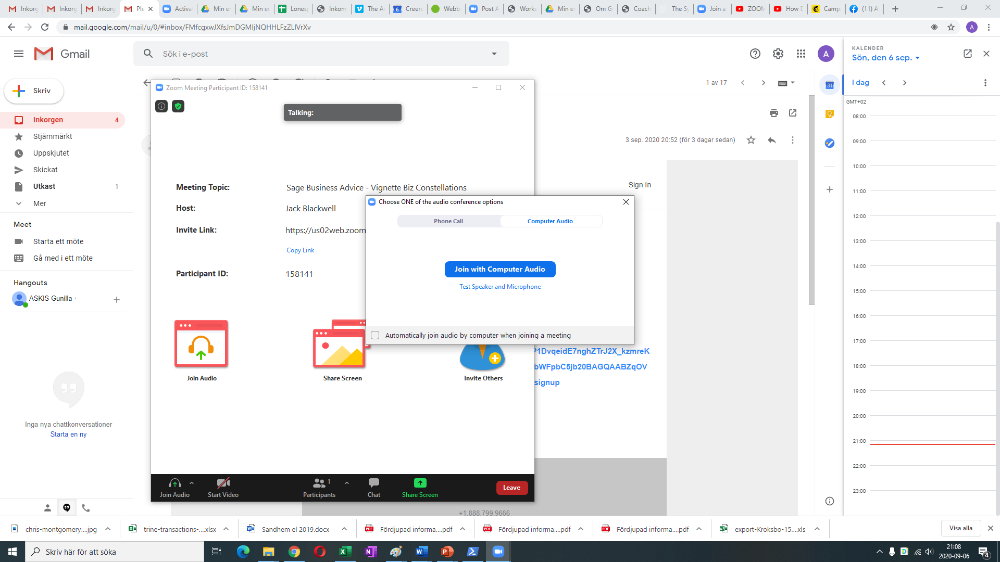 Inkorg
Inkorg
Inkorg
Ple
Activa
Min er
Min er
Lönes
Inkom
The A
Creere
Webb
Post A
Works
Min er
Om G
Coach
The Sy
Join a
ZOOM
How D
Camp
(11) A
mail.google.com/mail/u/0/#inbox/FMfcgxwJXfsJmDGMljNQHHLFzZLlVrXv
A
Gmail
Sök i e-post
A
KALENDER
Sön, den 6 sep.
Skriv
Inkorgen 4
Stjärnmärkt
Uppskjutet
Skickat
Utkast 1
Mer
Meet
Starta ett möte
Gå med i ett möte
Hangouts
ASKIS Gunilla
Inga nya chattkonversationer
Starta en ny
1 av 17
3 sep. 2020 20:52 (för 3 dagar sedan)
Sign In
Zoom Meeting Participant ID: 158141
Talking:
Meeting Topic: Sage Business Advice - Vignette Biz Constellations
Host: Jack Blackwell
Invite Link: https://us02web.zoom
Copy Link
Participant ID: 158141
Join Audio
Share Screen
Invite Others
Choose ONE of the audio conference options
Phone Call
Computer Audio
Join with Computer Audio
Test Speaker and Microphone
Automatically join audio by computer when joining a meeting
P1DvqeidE7nghZTrJ2X_kzmreK
bWFpbC5jb20BAGQAABZqOV
signup
Join Audio
Start Video
Participants 1
Chat
Share Screen
Leave
+1.888.799.9666
31
I dag
GMT+02
08:00
09:00
10:00
11:00
12:00
13:00
14:00
15:00
16:00
17:00
18:00
19:00
20:00
21:00
22:00
23:00
chris-montgomery....jpg
trine-transactions-....xlsx
Sandhem el 2019.docx
Fördjupad informa....pdf
Fördjupad informa....pdf
Fördjupad informa....pdf
export-Kroksbo-15....xls
Visa alla
Skriv här för att söka
21:08
2020-09-06
4